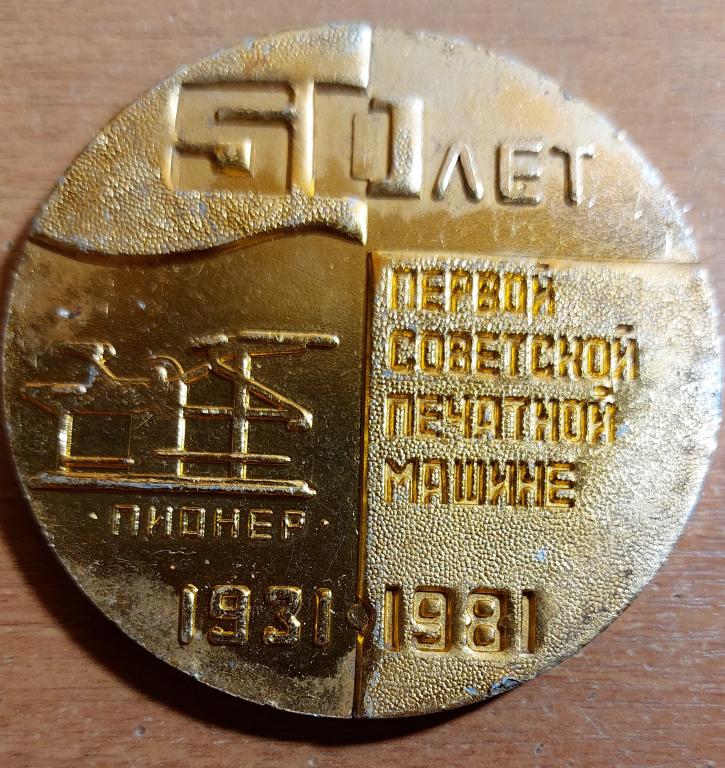 50 ЛЕТ
ПЕРВОЙ
СОВЕТСКОЙ
ПЕЧАТНОЙ
МАШИНЕ
· ПИОНЕР ·
1931 · 1981